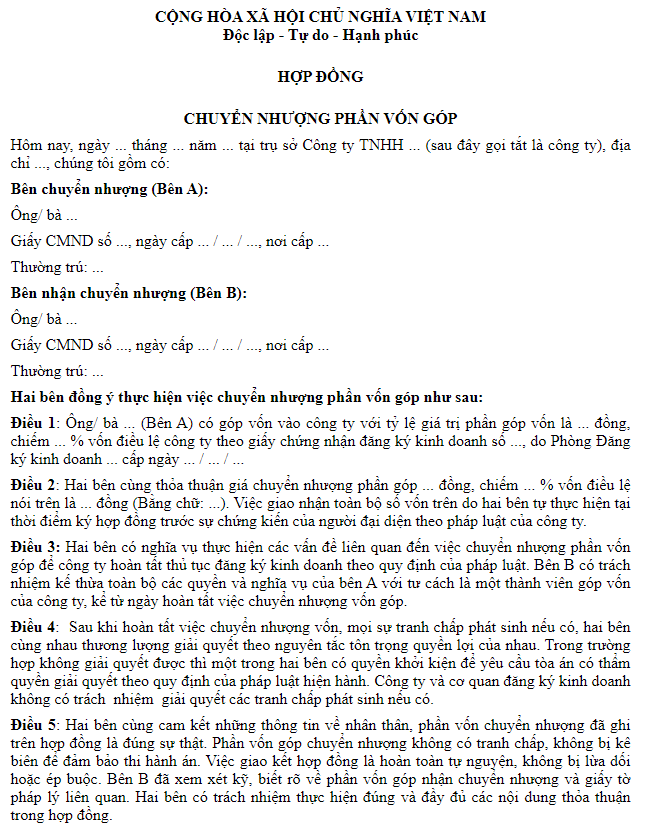 CỘNG HÒA XÃ HỘI CHỦ NGHĨA VIỆT NAM
Độc lập - Tự do - Hạnh phúc
HỢP ĐỒNG
CHUYỂN NHƯỢNG PHẦN VỐN GÓP
Hôm nay, ngày ... tháng ... năm ... tại trụ sở Công ty TNHH ... (sau đây gọi tắt là công ty), địa
chỉ ..., chúng tôi gồm có:
Bên chuyển nhượng (Bên A):
Ông/ bà ...
Giấy CMND số ..., ngày cấp ... / ... / ..., nơi cấp ...
Thường trú: ...
Bên nhận chuyển nhượng (Bên B):
Ông/ bà ...
Giấy CMND số ..., ngày cấp ... / ... / ..., nơi cấp ...
Thường trú: ...
Hai bên đồng ý thực hiện việc chuyển nhượng phần vốn góp như sau:
Điều 1: Ông/ bà ... (Bên A) có góp vốn vào công ty với tỷ lệ giá trị phần góp vốn là ... đồng,
chiếm ... % vốn điều lệ công ty theo giấy chứng nhận đăng ký kinh doanh số ..., do Phòng Đăng
ký kinh doanh ... cấp ngày ... / ... / ...
Điều 2: Hai bên cùng thỏa thuận giá chuyển nhượng phần góp ... đồng, chiếm ... % vốn điều lệ
nói trên là ... đồng (Bằng chữ: ...). Việc giao nhận toàn bộ số vốn trên do hai bên tự thực hiện tại
thời điểm ký hợp đồng trước sự chứng kiến của người đại diện theo pháp luật của công ty.
Điều 3: Hai bên có nghĩa vụ thực hiện các vấn đề liên quan đến việc chuyển nhượng phần vốn
góp để công ty hoàn tất thủ tục đăng ký kinh doanh theo quy định của pháp luật. Bên B có trách
nhiệm kế thừa toàn bộ các quyền và nghĩa vụ của bên A với tư cách là một thành viên góp vốn
của công ty, kể từ ngày hoàn tất việc chuyển nhượng vốn góp.
Điều 4:  Sau khi hoàn tất việc chuyển nhượng vốn, mọi sự tranh chấp phát sinh nếu có, hai bên
cùng nhau thương lượng giải quyết theo nguyên tắc tôn trọng quyền lợi của nhau. Trong trường
hợp không giải quyết được thì một trong hai bên có quyền khởi kiện để yêu cầu tòa án có thẩm
quyền giải quyết theo quy định của pháp luật hiện hành. Công ty và cơ quan đăng ký kinh doanh
không có trách  nhiệm  giải quyết các tranh chấp phát sinh nếu có.
Điều 5: Hai bên cùng cam kết những thông tin về nhân thân, phần vốn chuyển nhượng đã ghi
trên hợp đồng là đúng sự thật. Phần vốn góp chuyển nhượng không có tranh chấp, không bị kê
biên để đảm bảo thi hành án. Việc giao kết hợp đồng là hoàn toàn tự nguyện, không bị lừa dối
hoặc ép buộc. Bên B đã xem xét kỹ, biết rõ về phần vốn góp nhận chuyển nhượng và giấy tờ
pháp lý liên quan. Hai bên có trách nhiệm thực hiện đúng và đầy đủ các nội dung thỏa thuận
trong hợp đồng.